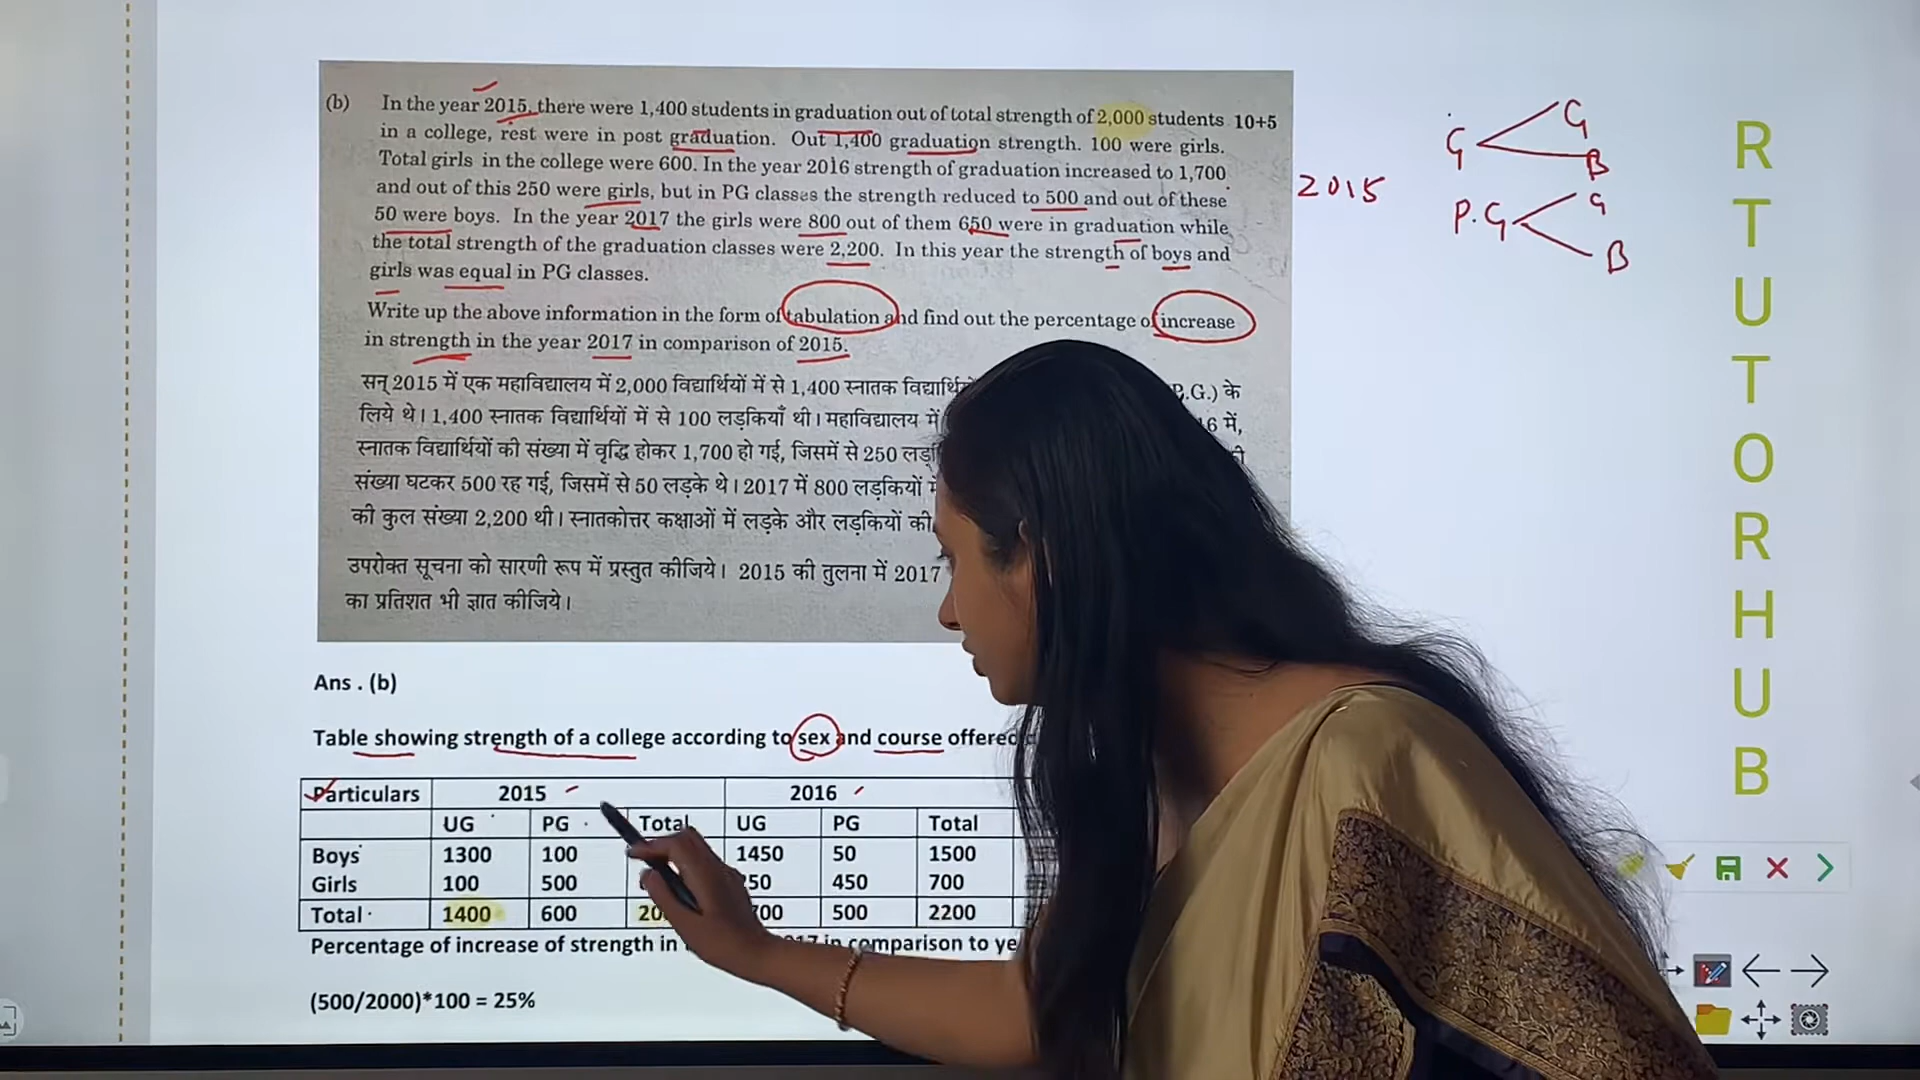 (b) In the year 2015, there were 1,400 students in graduation out of total strength of 2,000 students 10+5
in a college, rest were in post graduation. Out 1,400 graduation strength. 100 were girls.
Total girls in the college were 600. In the year 2016 strength of graduation increased to 1,700
and out of this 250 were girls, but in PG classes the strength reduced to 500 and out of these
50 were boys. In the year 2017 the girls were 800 out of them 650 were in graduation while
the total strength of the graduation classes were 2,200. In this year the strength of boys and
girls was equal in PG classes.
Write up the above information in the form of tabulation and find out the percentage of increase
in strength in the year 2017 in comparison of 2015.
सन् 2015 में एक महाविद्यालय में 2,000 विद्यार्थियों में से 1,400 स्नातक P.G.) के
लिये थे। 1,400 स्नातक विद्यार्थियों में से 100 लड़कियाँ थी। महाविद्यालय में 6 में,
स्नातक विद्यार्थियों की संख्या में वृद्धि होकर 1,700 हो गई, जिसमें से 250
संख्या घटकर 500 रह गई, जिसमें से 50 लड़के थे। 2017 में 800 लड़कियों
की कुल संख्या 2,200 थी। स्नातकोत्तर कक्षाओं में लड़के और लड़कियों की
उपरोक्त सूचना को सारणी रूप में प्रस्तुत कीजिये। 2015 की तुलना में 2017
का प्रतिशत भी ज्ञात कीजिये।
2015
G G
B
P.G G
B
R
T
U
T
O
R
H
U
B
Ans . (b)
Table showing strength of a college according to sex and course offered
Particulars 2015 2016
UG PG Total UG PG Total
Boys 1300 100 1450 50 1500
Girls 100 500 250 450 700
Total 1400 600 500 2200
Percentage of increase of strength in 2017 in comparison to
(500/2000)*100 = 25%